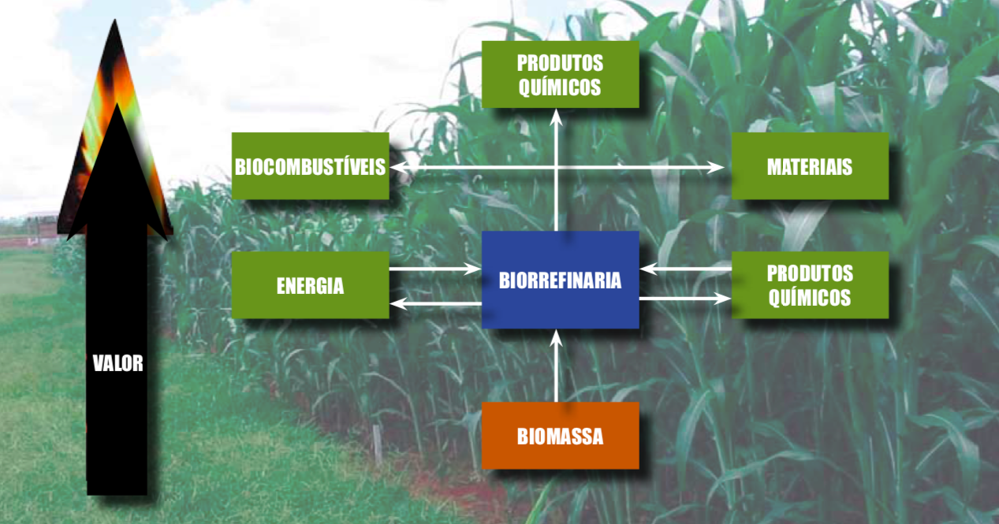 PRODUTOS
QUÍMICOS
BIOCOMBUSTÍVEIS
MATERIAIS
ENERGIA
BIORREFINARIA
PRODUTOS
QUÍMICOS
VALOR
BIOMASSA